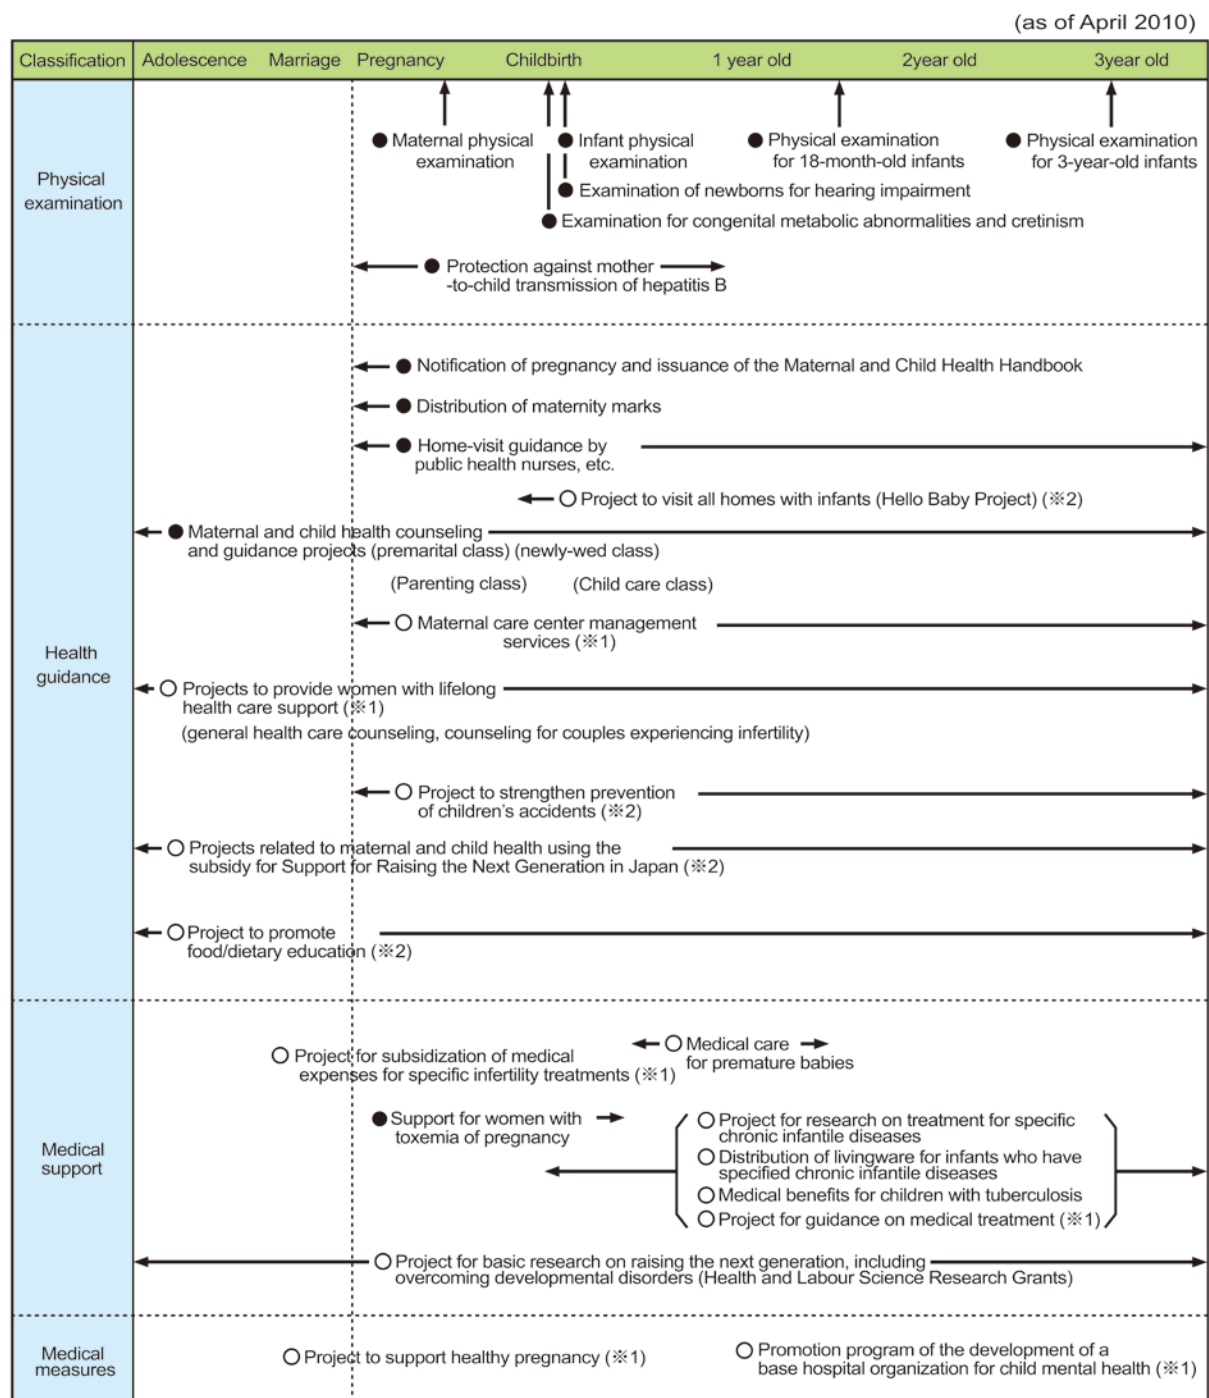 (as of April 2010)
Classification Adolescence Marriage Pregnancy Childbirth 1 year old 2year old 3year old
Physical
examination
● Maternal physical
examination
● Infant physical
examination
● Physical examination
for 18-month-old infants
● Physical examination
for 3-year-old infants
● Examination of newborns for hearing impairment
● Examination for congenital metabolic abnormalities and cretinism
● Protection against mother
-to-child transmission of hepatitis B
Health
guidance
● Notification of pregnancy and issuance of the Maternal and Child Health Handbook
● Distribution of maternity marks
● Home-visit guidance by
public health nurses, etc.
○ Project to visit all homes with infants (Hello Baby Project) (※2)
● Maternal and child health counseling
and guidance projects (premarital class) (newly-wed class)
(Parenting class) (Child care class)
○ Maternal care center management
services (※1)
○ Projects to provide women with lifelong
health care support (※1)
(general health care counseling, counseling for couples experiencing infertility)
○ Project to strengthen prevention
of children's accidents (※2)
○ Projects related to maternal and child health using the
subsidy for Support for Raising the Next Generation in Japan (※2)
○ Project to promote
food/dietary education (※2)
Medical
support
○ Project for subsidization of medical
expenses for specific infertility treatments (※1)
○ Medical care
for premature babies
● Support for women with
toxemia of pregnancy
○ Project for research on treatment for specific
chronic infantile diseases
○ Distribution of livingware for infants who have
specified chronic infantile diseases
○ Medical benefits for children with tuberculosis
○ Project for guidance on medical treatment (※1)
○ Project for basic research on raising the next generation, including
overcoming developmental disorders (Health and Labour Science Research Grants)
Medical
measures
○ Project to support healthy pregnancy (※1)
○ Promotion program of the development of a
base hospital organization for child mental health (※1)